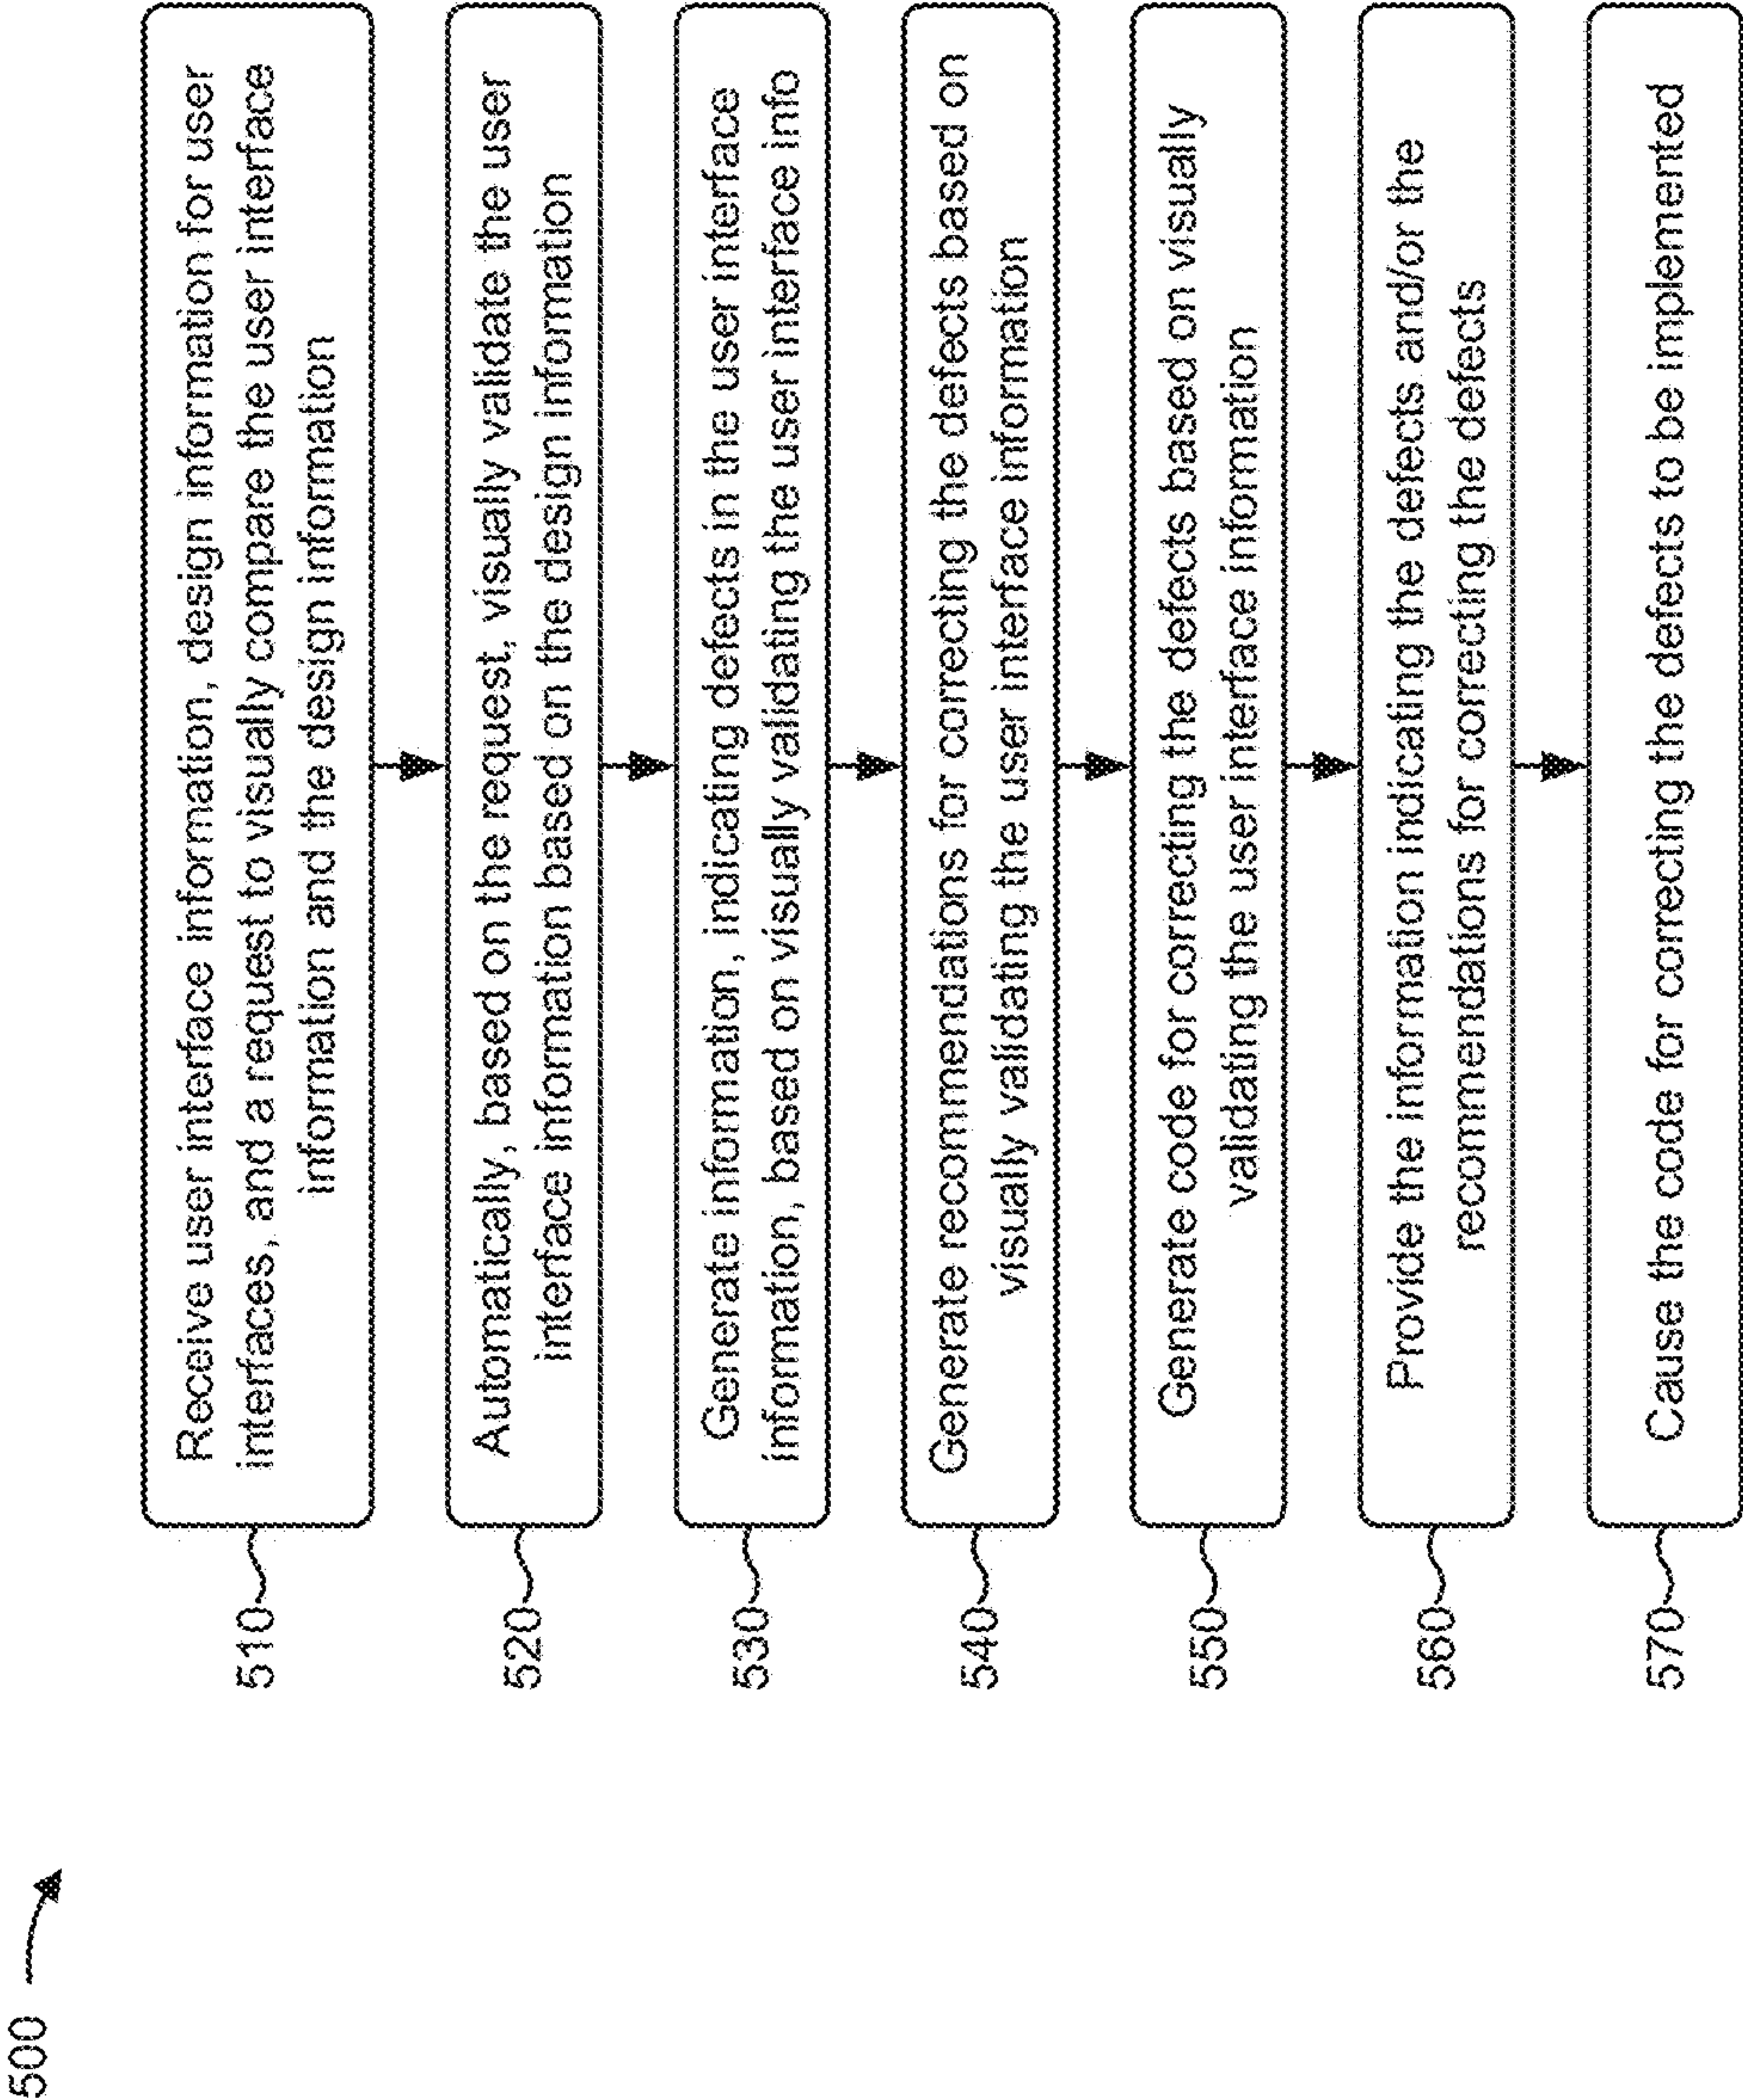 500
510
Receive user interface information, design information for user
interfaces, and a request to visually compare the user interface
information and the design information
520
Automatically, based on the request, visually validate the user
interface information based on the design information
530
Generate information, indicating defects in the user interface
information, based on visually validating the user interface info
540
Generate recommendations for correcting the defects based on
visually validating the user interface information
550
Generate code for correcting the defects based on visually
validating the user interface information
560
Provide the information indicating the defects and/or the
recommendations for correcting the defects
570
Cause the code for correcting the defects to be implemented